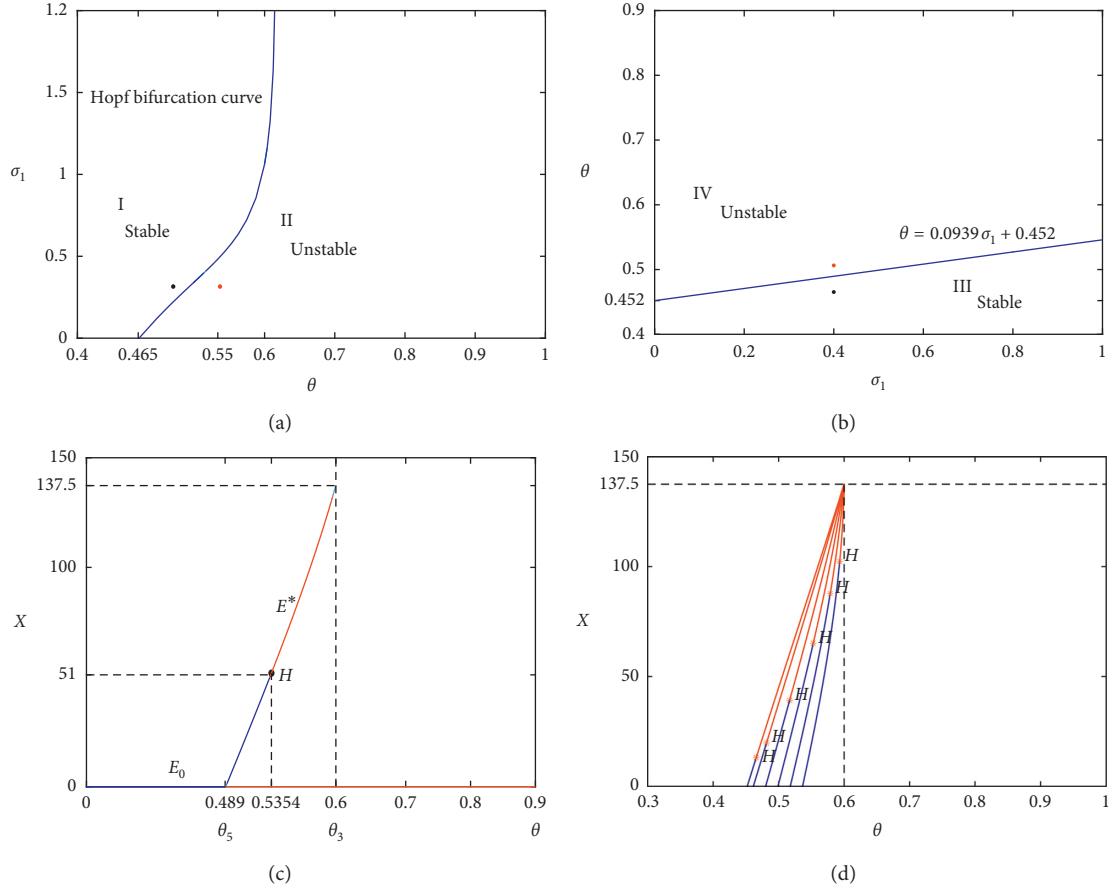 1.2
1.5
Hopf bifurcation curve
σ₁
1
I
Stable
II
Unstable
0.5
0
0.4
0.465
0.55
0.6
0.7
0.8
0.9
1
θ
(a)
0.9
0.8
0.7
θ
0.6
IV
Unstable
θ = 0.0939σ₁ + 0.452
0.5
III
Stable
0.452
0.4
0
0.2
0.4
0.6
0.8
1
σ₁
(b)
150
137.5
100
X
E*
51
H
E₀
0
0
0.489
0.5354
0.6
0.7
0.8
0.9
θ₅
θ₃
θ
(c)
150
137.5
100
H
H
X
H
50
H
H
H
0
0.3
0.4
0.5
0.6
0.7
0.8
0.9
1
θ
(d)